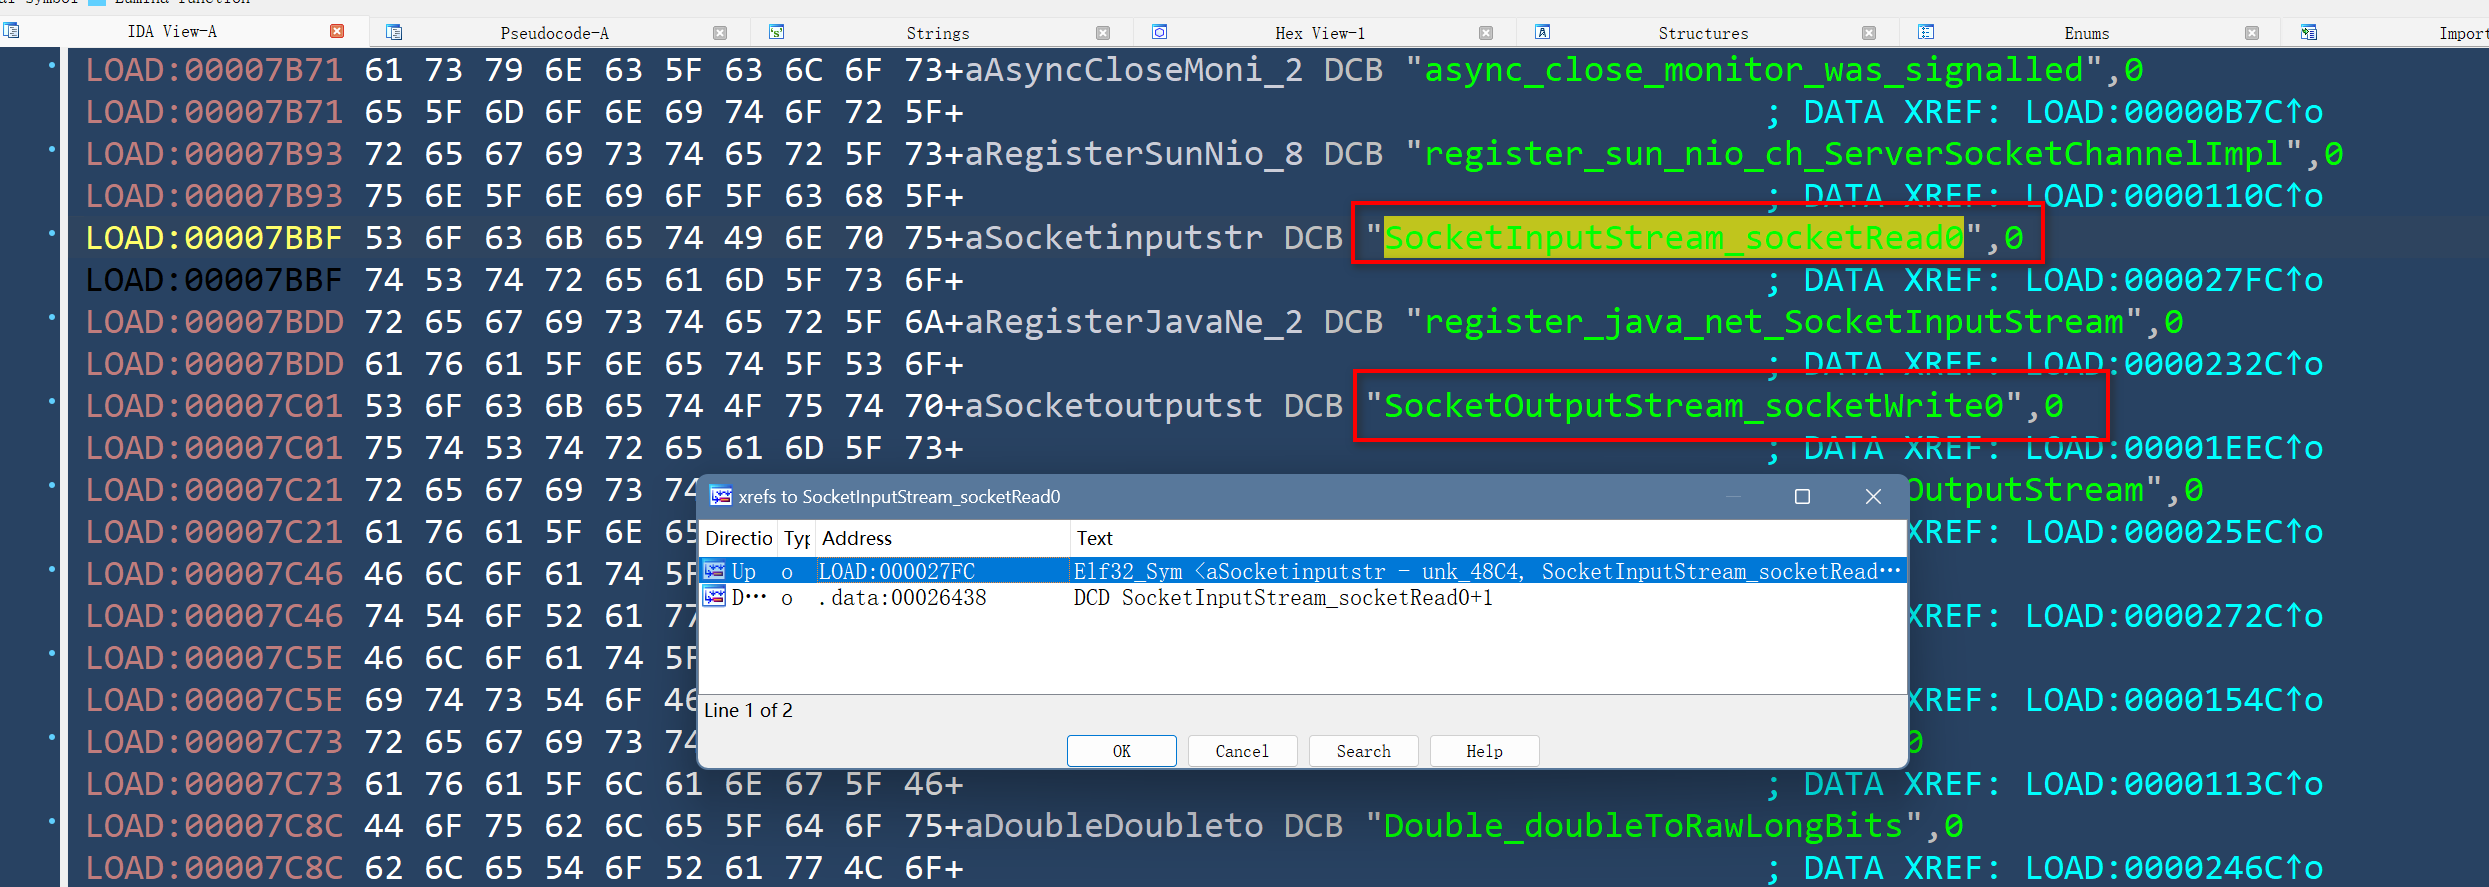 Lumina function
IDA View-A Pseudocode-A Strings Hex View-1 Structures Enums Import
LOAD:00007B71 61 73 79 6E 63 5F 63 6C 6F 73+aAsyncCloseMoni_2 DCB "async_close_monitor_was_signalled",0
LOAD:00007B71 65 5F 6D 6F 6E 69 74 6F 72 5F+ ; DATA XREF: LOAD:00000B7C↑o
LOAD:00007B93 72 65 67 69 73 74 65 72 5F 73+aRegisterSunNio_8 DCB "register_sun_nio_ch_ServerSocketChannelImpl",0
LOAD:00007B93 75 6E 5F 6E 69 6F 5F 63 68 5F+ ; DATA XREF: LOAD:0000110C↑o
LOAD:00007BBF 53 6F 63 6B 65 74 49 6E 70 75+aSocketinputstr DCB "SocketInputStream_socketRead0",0
LOAD:00007BBF 74 53 74 72 65 61 6D 5F 73 6F+ ; DATA XREF: LOAD:000027FC↑o
LOAD:00007BDD 72 65 67 69 73 74 65 72 5F 6A+aRegisterJavaNe_2 DCB "register_java_net_SocketInputStream",0
LOAD:00007BDD 61 76 61 5F 6E 65 74 5F 53 6F+ ; DATA XREF: LOAD:0000232C↑o
LOAD:00007C01 53 6F 63 6B 65 74 4F 75 74 70+aSocketoutputst DCB "SocketOutputStream_socketWrite0",0
LOAD:00007C01 75 74 53 74 72 65 61 6D 5F 73+ ; DATA XREF: LOAD:00001EEC↑o
LOAD:00007C21 72 65 67 69 73 74 OutputStream",0
LOAD:00007C21 61 76 61 5F 6E 65 XREF: LOAD:000025EC↑o
LOAD:00007C46 46 6C 6F 61 74 5F
LOAD:00007C46 74 54 6F 52 61 77 XREF: LOAD:0000272C↑o
LOAD:00007C5E 46 6C 6F 61 74 5F
LOAD:00007C5E 69 74 73 54 6F 46 XREF: LOAD:0000154C↑o
LOAD:00007C73 72 65 67 69 73 74 0
LOAD:00007C73 61 76 61 5F 6C 61 6E 67 5F 46+ ; DATA XREF: LOAD:0000113C↑o
LOAD:00007C8C 44 6F 75 62 6C 65 5F 64 6F 75+aDoubleDoubleto DCB "Double_doubleToRawLongBits",0
LOAD:00007C8C 62 6C 65 54 6F 52 61 77 4C 6F+ ; DATA XREF: LOAD:0000246C↑o
xrefs to SocketInputStream_socketRead0
Directio Typ Address Text
Up o LOAD:000027FC Elf32_Sym <aSocketinputstr - unk_48C4, SocketInputStream_socketRead…
D… o .data:00026438 DCD SocketInputStream_socketRead0+1
Line 1 of 2
OK Cancel Search Help